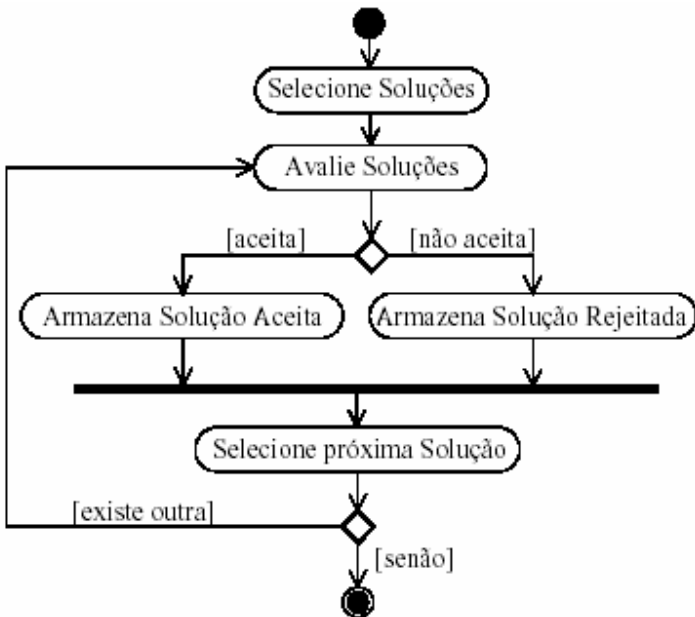 Selecione Soluções
Avalie Soluções
[aceita]
[não aceita]
Armazena Solução Aceita
Armazena Solução Rejeitada
Selecione próxima Solução
[existe outra]
[senão]